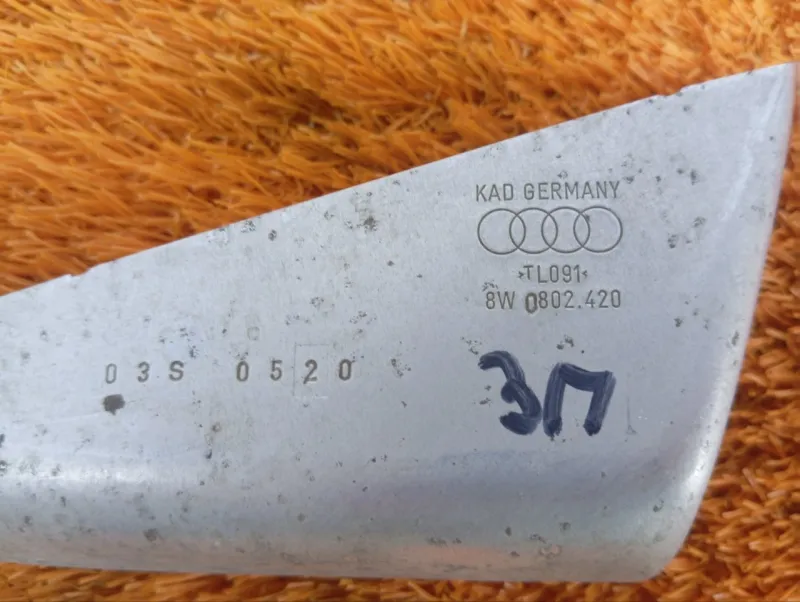 KAD GERMANY
>TL091<
8W 0802.420
03S 0520
ЗП